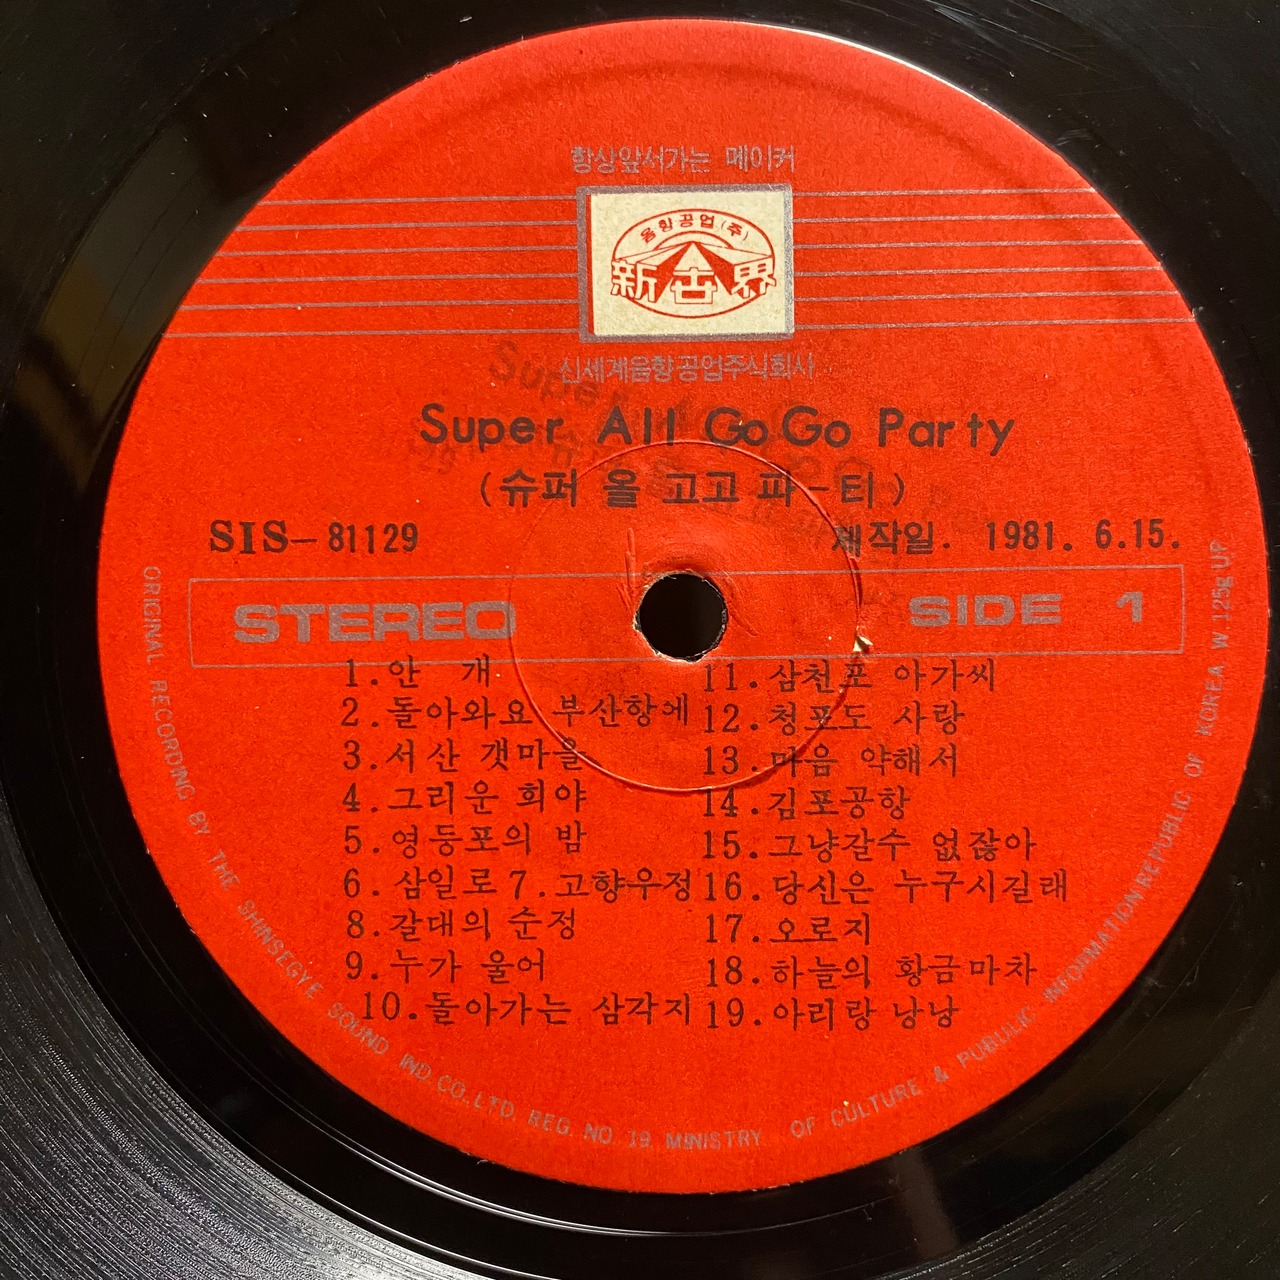 항상앞서가는 메이커
음향공업(주)
新世界
신세계음향공업주식회사
Super All GoGo Party
(슈퍼 올 고고 파-티)
SIS-81129
제작일. 1981. 6.15.
STEREO
SIDE 1
1.안 개
2.돌아와요 부산항에
3.서산 갯마을
4.그리운 희야
5.영등포의 밤
6.삼일로 7.고향우정
8.갈대의 순정
9.누가 울어
10.돌아가는 삼각지
11.삼천포 아가씨
12.청포도 사랑
13.마음 약해서
14.김포공항
15.그냥갈수 없잖아
16.당신은 누구시길래
17.오로지
18.하늘의 황금마차
19.아리랑 낭낭
ORIGINAL RECORDING BY THE SHINSEGYE SOUND IND.CO.,LTD. REG. NO. 19. MINISTRY OF CULTURE & PUBULIC INFORMATION REPUBLIC OF KOREA W 125g UP